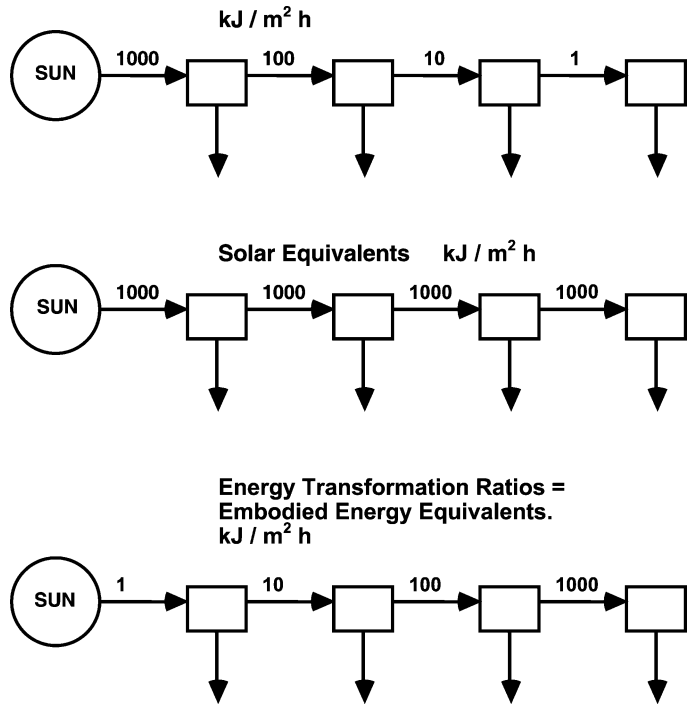 kJ / m² h
SUN 1000 100 10 1
Solar Equivalents kJ / m² h
SUN 1000 1000 1000 1000
Energy Transformation Ratios =
Embodied Energy Equivalents.
kJ / m² h
SUN 1 10 100 1000